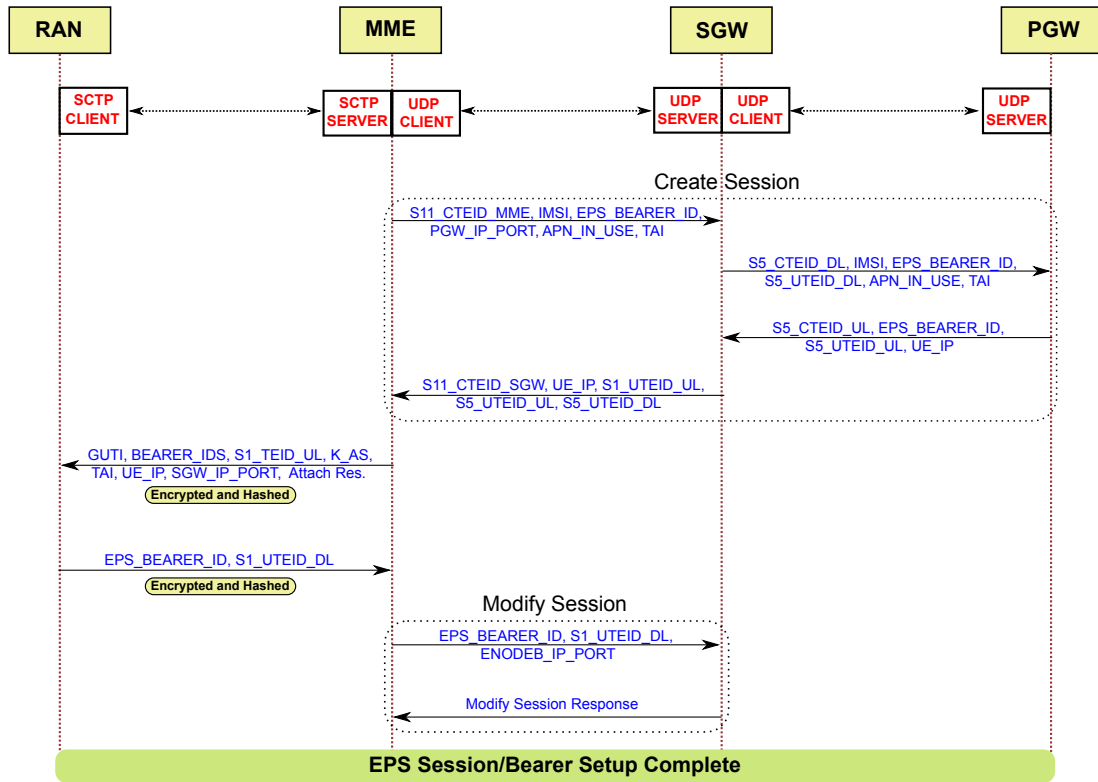 RAN
MME
SGW
PGW
SCTP
CLIENT
SCTP
SERVER
UDP
CLIENT
UDP
SERVER
UDP
CLIENT
UDP
SERVER
Create Session
S11_CTEID_MME, IMSI, EPS_BEARER_ID,
PGW_IP_PORT, APN_IN_USE, TAI
S5_CTEID_DL, IMSI, EPS_BEARER_ID,
S5_UTEID_DL, APN_IN_USE, TAI
S5_CTEID_UL, EPS_BEARER_ID,
S5_UTEID_UL, UE_IP
S11_CTEID_SGW, UE_IP, S1_UTEID_UL,
S5_UTEID_UL, S5_UTEID_DL
GUTI, BEARER_IDS, S1_TEID_UL, K_AS,
TAI, UE_IP, SGW_IP_PORT, Attach Res.
Encrypted and Hashed
EPS_BEARER_ID, S1_UTEID_DL
Encrypted and Hashed
Modify Session
EPS_BEARER_ID, S1_UTEID_DL,
ENODEB_IP_PORT
Modify Session Response
EPS Session/Bearer Setup Complete